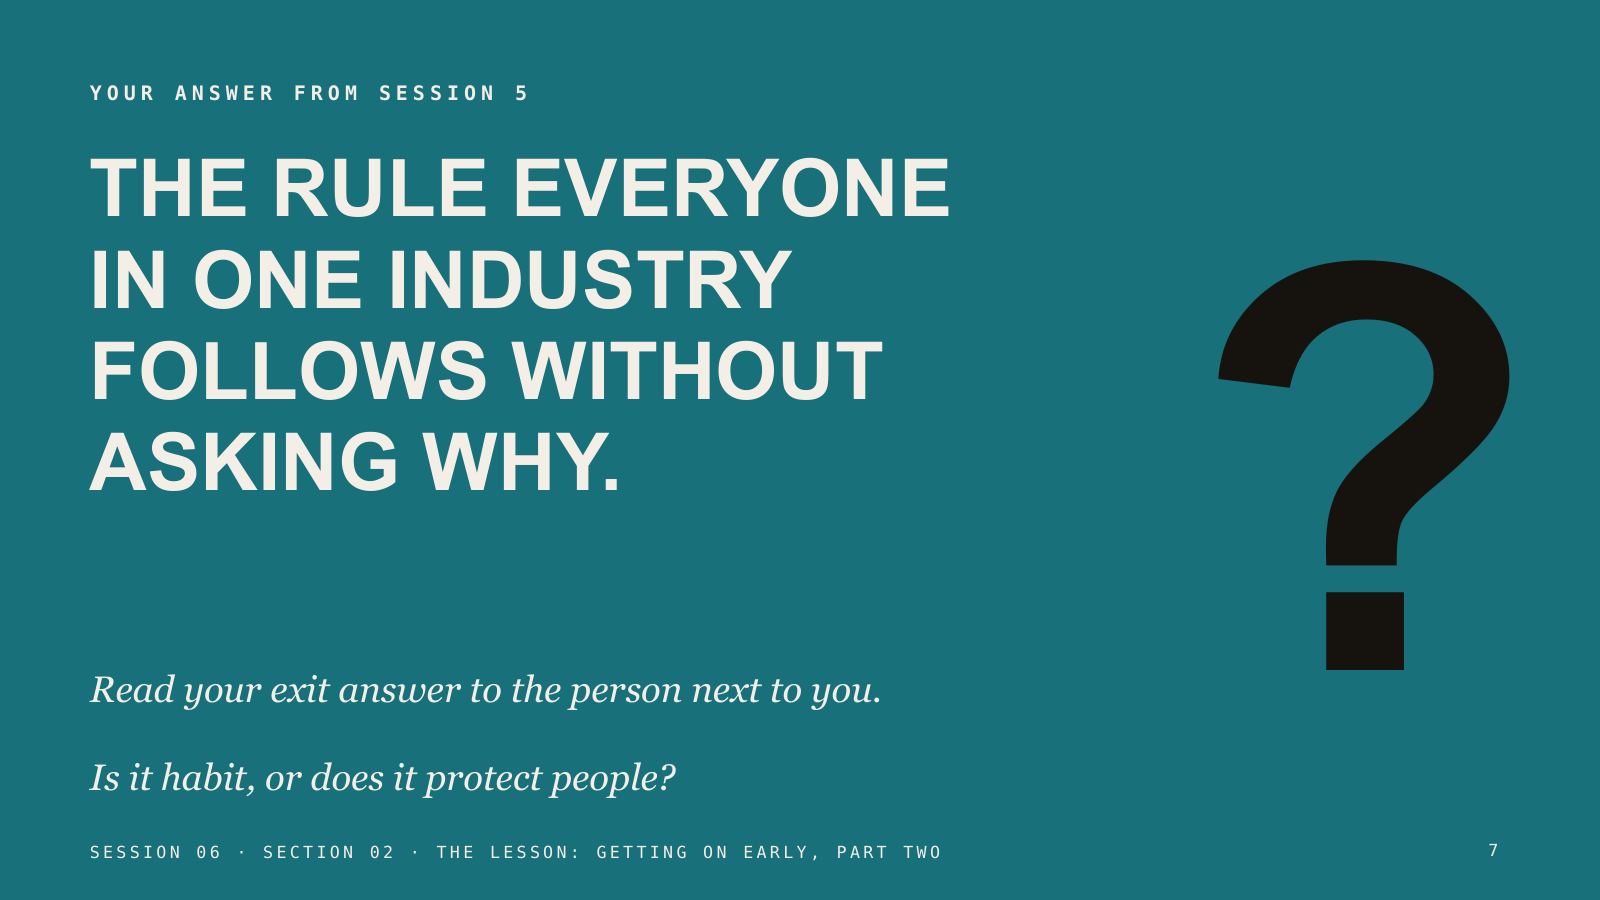 YOUR ANSWER FROM SESSION 5
THE RULE EVERYONE
IN ONE INDUSTRY
FOLLOWS WITHOUT
ASKING WHY.
?
Read your exit answer to the person next to you.
Is it habit, or does it protect people?
SESSION 06 · SECTION 02 · THE LESSON: GETTING ON EARLY, PART TWO
7